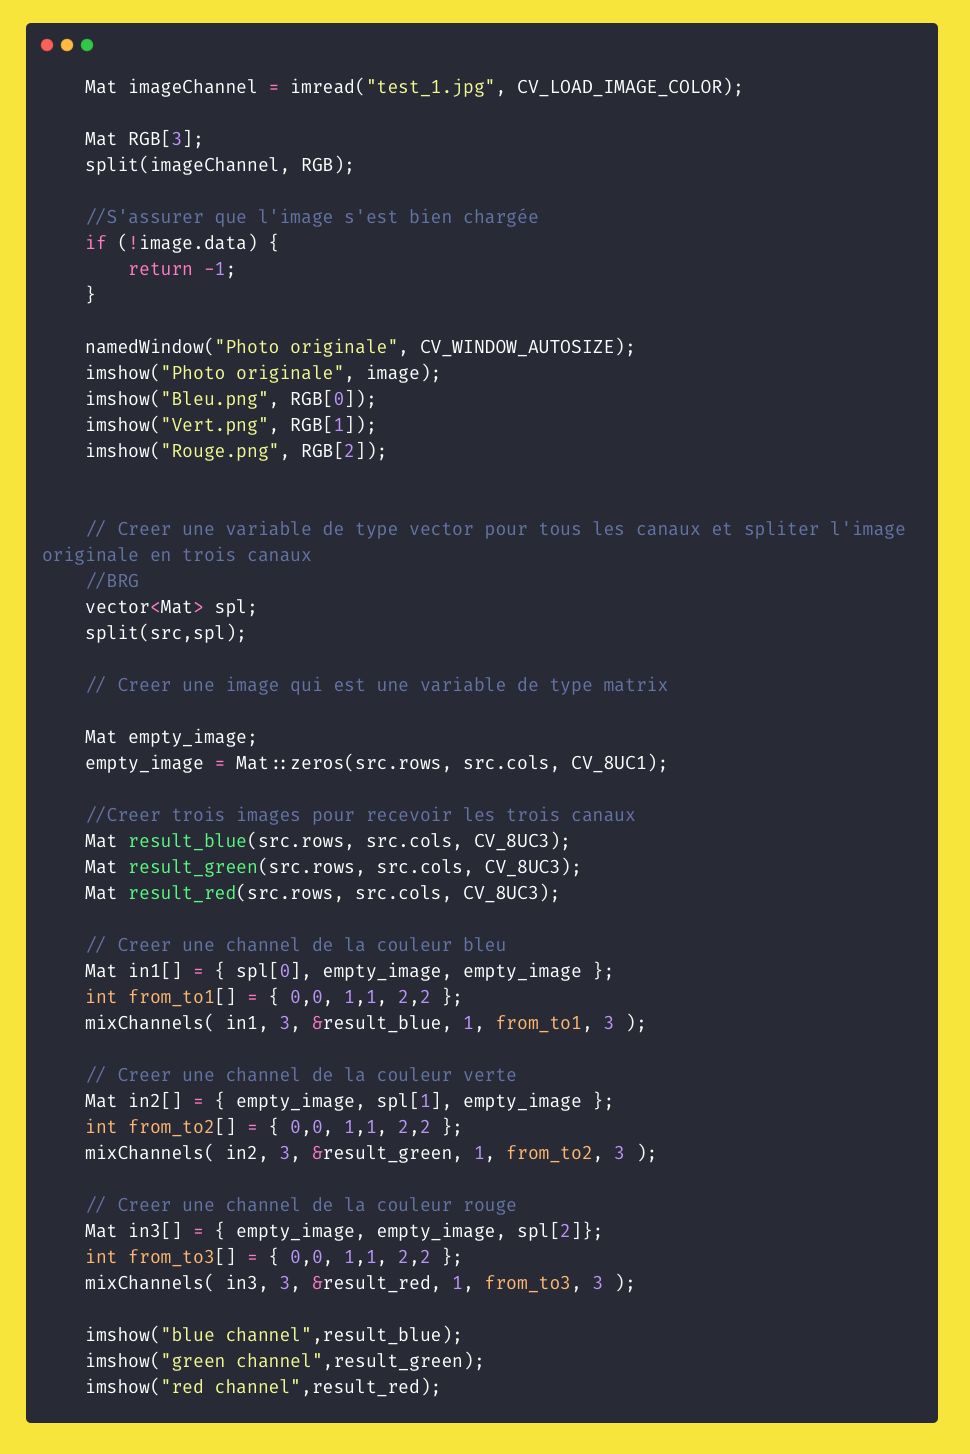 Mat imageChannel = imread("test_1.jpg", CV_LOAD_IMAGE_COLOR);
Mat RGB[3];
split(imageChannel, RGB);
//S'assurer que l'image s'est bien chargée
if (!image.data) {
return -1;
}
namedWindow("Photo originale", CV_WINDOW_AUTOSIZE);
imshow("Photo originale", image);
imshow("Bleu.png", RGB[0]);
imshow("Vert.png", RGB[1]);
imshow("Rouge.png", RGB[2]);
// Creer une variable de type vector pour tous les canaux et spliter l'image
originale en trois canaux
//BRG
vector<Mat> spl;
split(src,spl);
// Creer une image qui est une variable de type matrix
Mat empty_image;
empty_image = Mat::zeros(src.rows, src.cols, CV_8UC1);
//Creer trois images pour recevoir les trois canaux
Mat result_blue(src.rows, src.cols, CV_8UC3);
Mat result_green(src.rows, src.cols, CV_8UC3);
Mat result_red(src.rows, src.cols, CV_8UC3);
// Creer une channel de la couleur bleu
Mat in1[] = { spl[0], empty_image, empty_image };
int from_to1[] = { 0,0, 1,1, 2,2 };
mixChannels( in1, 3, &result_blue, 1, from_to1, 3 );
// Creer une channel de la couleur verte
Mat in2[] = { empty_image, spl[1], empty_image };
int from_to2[] = { 0,0, 1,1, 2,2 };
mixChannels( in2, 3, &result_green, 1, from_to2, 3 );
// Creer une channel de la couleur rouge
Mat in3[] = { empty_image, empty_image, spl[2]};
int from_to3[] = { 0,0, 1,1, 2,2 };
mixChannels( in3, 3, &result_red, 1, from_to3, 3 );
imshow("blue channel",result_blue);
imshow("green channel",result_green);
imshow("red channel",result_red);